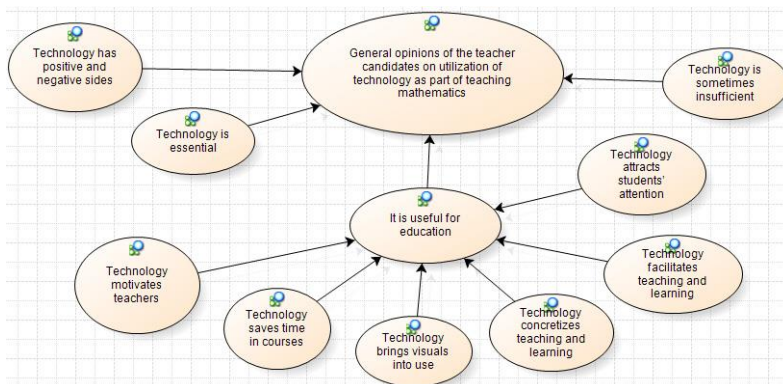 Technology has
positive and
negative sides
General opinions of the teacher
candidates on utilization of
technology as part of teaching
mathematics
Technology is
sometimes
insufficient
Technology is
essential
Technology
attracts
students'
attention
It is useful for
education
Technology
motivates
teachers
Technology
facilitates
teaching and
learning
Technology
saves time
in courses
Technology
brings visuals
into use
Technology
concretizes
teaching and
learning